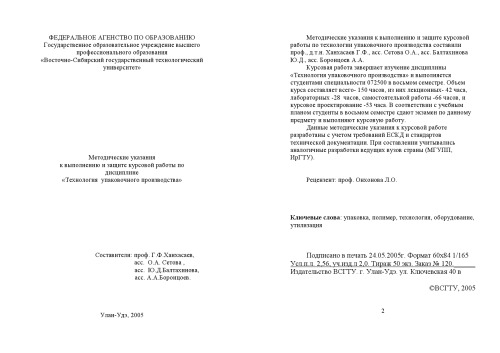 ФЕДЕРАЛЬНОЕ АГЕНСТВО ПО ОБРАЗОВАНИЮ
Государственное образовательное учреждение высшего
профессионального образования
«Восточно-Сибирский государственный технологический
университет»
Методические указания
к выполнению и защите курсовой работы по
дисциплине
«Технология упаковочного производства»
Составители: проф. Г.Ф.Ханхасаев,
асс. О.А. Сетова ,
асс. Ю.Д.Балтахинова,
асс. А.А.Боронцоев.
Улан-Удэ, 2005
Методические указания к выполнению и защите курсовой
работы по технологии упаковочного производства составили
проф., д.т.н. Ханхасаев Г.Ф., асс. Сетова О.А., асс. Балтахинова
Ю.Д., асс. Боронцоев А.А.
Курсовая работа завершает изучение дисциплины
«Технология упаковочного производства» и выполняется
студентами специальности 072500 в восьмом семестре. Объем
курса составляет всего- 150 часов, из них лекционных- 42 часа,
лабораторных -28 часов, самостоятельной работы -66 часов, и
курсовое проектирование -53 часа. В соответствии с учебным
планом студенты в восьмом семестре сдают экзамен по данному
предмету и выполняют курсовую работу.
Данные методические указания к курсовой работе
разработаны с учетом требований ЕСКД и стандартов
технической документации. При составлении учитывались
аналогичные разработки ведущих вузов страны (МГУПП,
ИрГТУ).
Рецензент: проф. Онхонова Л.О.
Ключевые слова: упаковка, полимер, технология, оборудование,
утилизация
Подписано в печать 24.05.2005г. Формат 60х84 1/165
Усл.п.л. 2,56, уч.изд.л 2,0. Тираж 50 экз. Заказ № 120.
Издательство ВСГТУ. г. Улан-Удэ. ул. Ключевская 40 в
©ВСГТУ, 2005
2